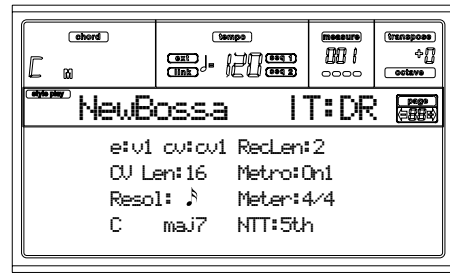 chord tempo measure transpose
C M ext link ♩= 120 seq 1 seq 2 001 +0
octave
style play NewBossa IT:DR page
e:v1 cv:cv1 RecLen:2
CV Len:16 Metro:On1
Resol: Meter:4/4
C maj7 NTT:5th